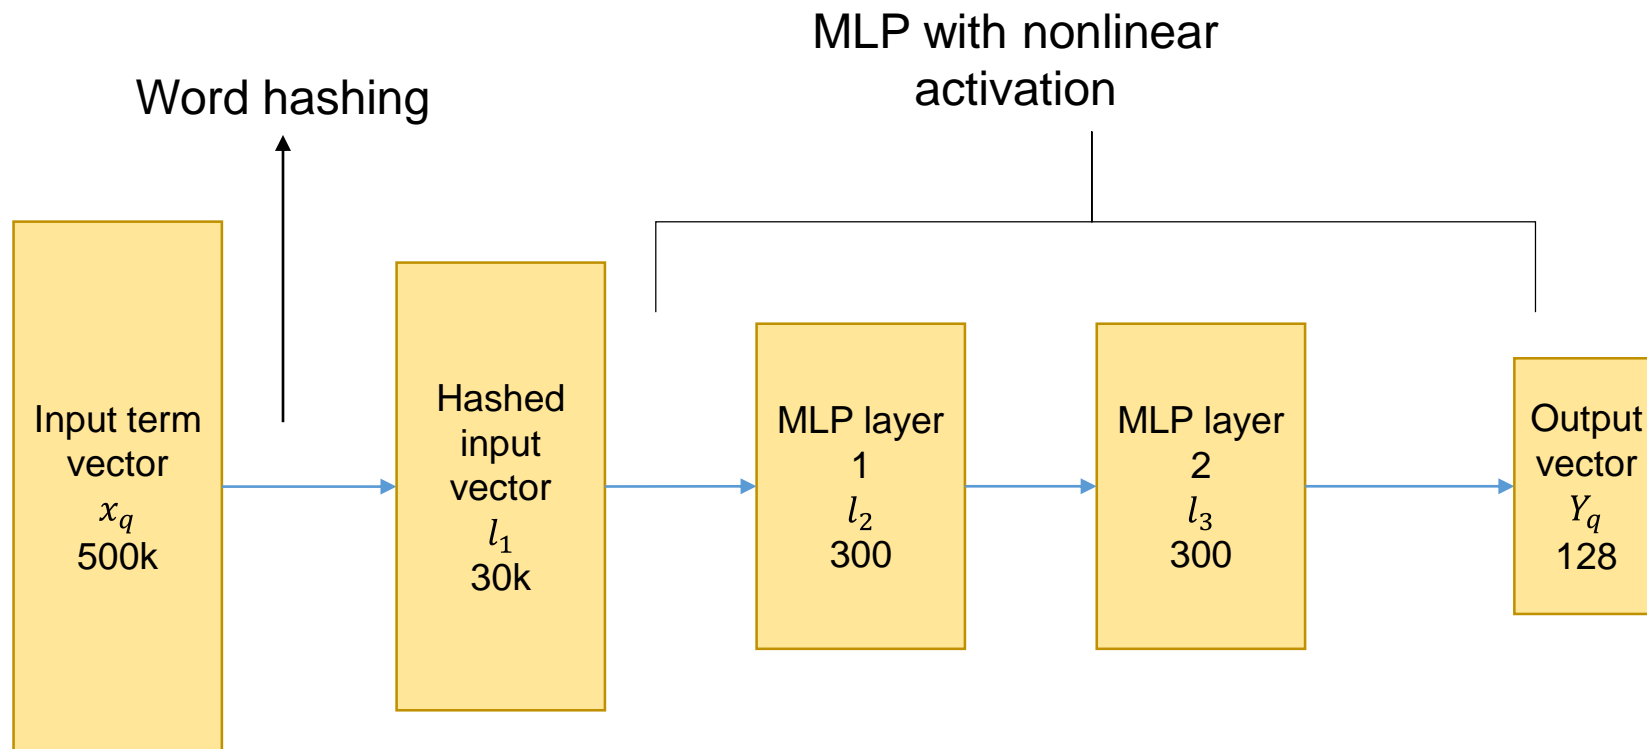 MLP with nonlinear
activation
Word hashing
Input term
vector
x_q
500k
Hashed
input
vector
l_1
30k
MLP layer
1
l_2
300
MLP layer
2
l_3
300
Output
vector
Y_q
128